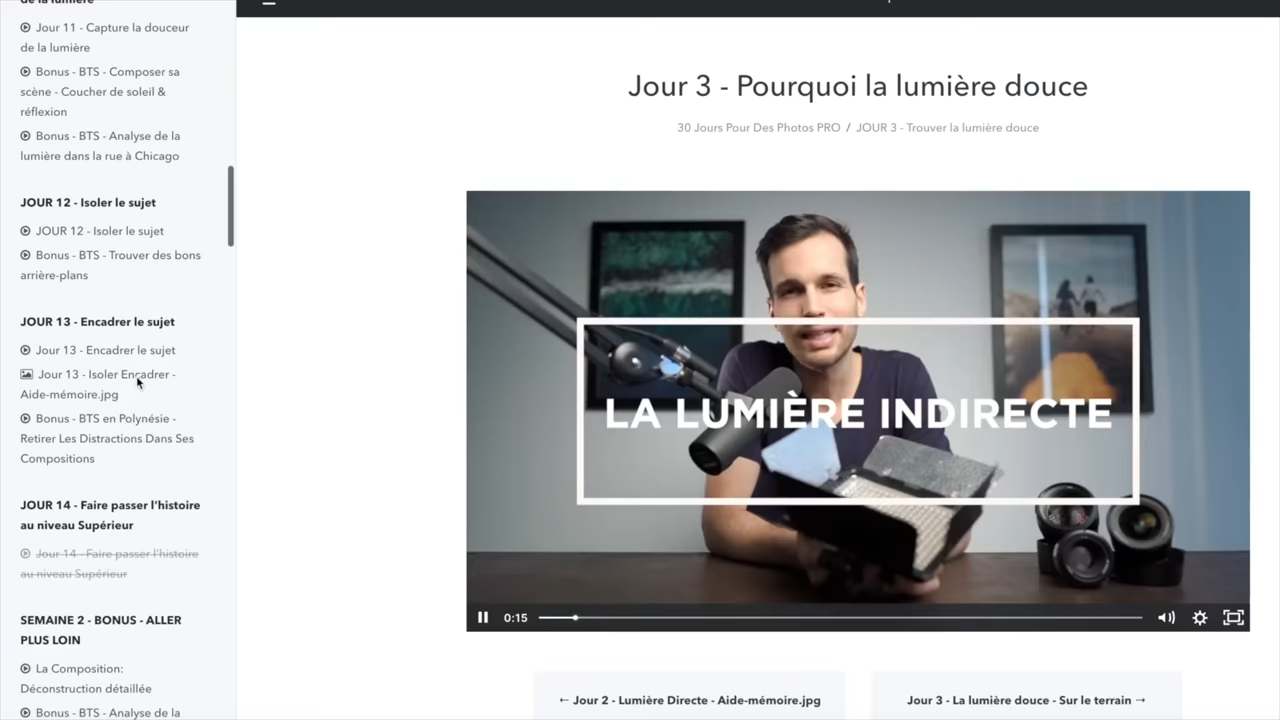 de la lumière
Jour 11 - Capture la douceur
de la lumière
Bonus - BTS - Composer sa
scène - Coucher de soleil &
réflexion
Bonus - BTS - Analyse de la
lumière dans la rue à Chicago
JOUR 12 - Isoler le sujet
JOUR 12 - Isoler le sujet
Bonus - BTS - Trouver des bons
arrière-plans
JOUR 13 - Encadrer le sujet
Jour 13 - Encadrer le sujet
Jour 13 - Isoler Encadrer -
Aide-mémoire.jpg
Bonus - BTS en Polynésie -
Retirer Les Distractions Dans Ses
Compositions
JOUR 14 - Faire passer l'histoire
au niveau Supérieur
Jour 14 - Faire passer l'histoire
au niveau Supérieur
SEMAINE 2 - BONUS - ALLER
PLUS LOIN
La Composition:
Déconstruction détaillée
Bonus - BTS - Analyse de la
Jour 3 - Pourquoi la lumière douce
30 Jours Pour Des Photos PRO / JOUR 3 - Trouver la lumière douce
LA LUMIÈRE INDIRECTE
0:15
← Jour 2 - Lumière Directe - Aide-mémoire.jpg
Jour 3 - La lumière douce - Sur le terrain →